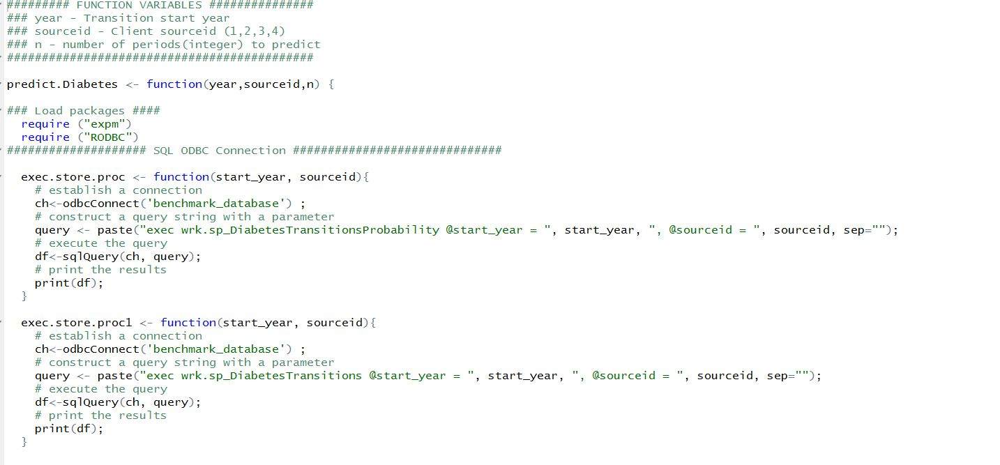 ######### FUNCTION VARIABLES ###############
### year - Transition start year
### sourceid - Client sourceid (1,2,3,4)
### n - number of periods(integer) to predict
############################################
predict.Diabetes <- function(year,sourceid,n) {
### Load packages ####
require ("expm")
require ("RODBC")
#################### SQL ODBC Connection ##############################
exec.store.proc <- function(start_year, sourceid){
# establish a connection
ch<-odbcConnect('benchmark_database') ;
# construct a query string with a parameter
query <- paste("exec wrk.sp_DiabetesTransitionsProbability @start_year = ", start_year, ", @sourceid = ", sourceid, sep="");
# execute the query
df<-sqlQuery(ch, query);
# print the results
print(df);
}
exec.store.proc1 <- function(start_year, sourceid){
# establish a connection
ch<-odbcConnect('benchmark_database') ;
# construct a query string with a parameter
query <- paste("exec wrk.sp_DiabetesTransitions @start_year = ", start_year, ", @sourceid = ", sourceid, sep="");
# execute the query
df<-sqlQuery(ch, query);
# print the results
print(df);
}